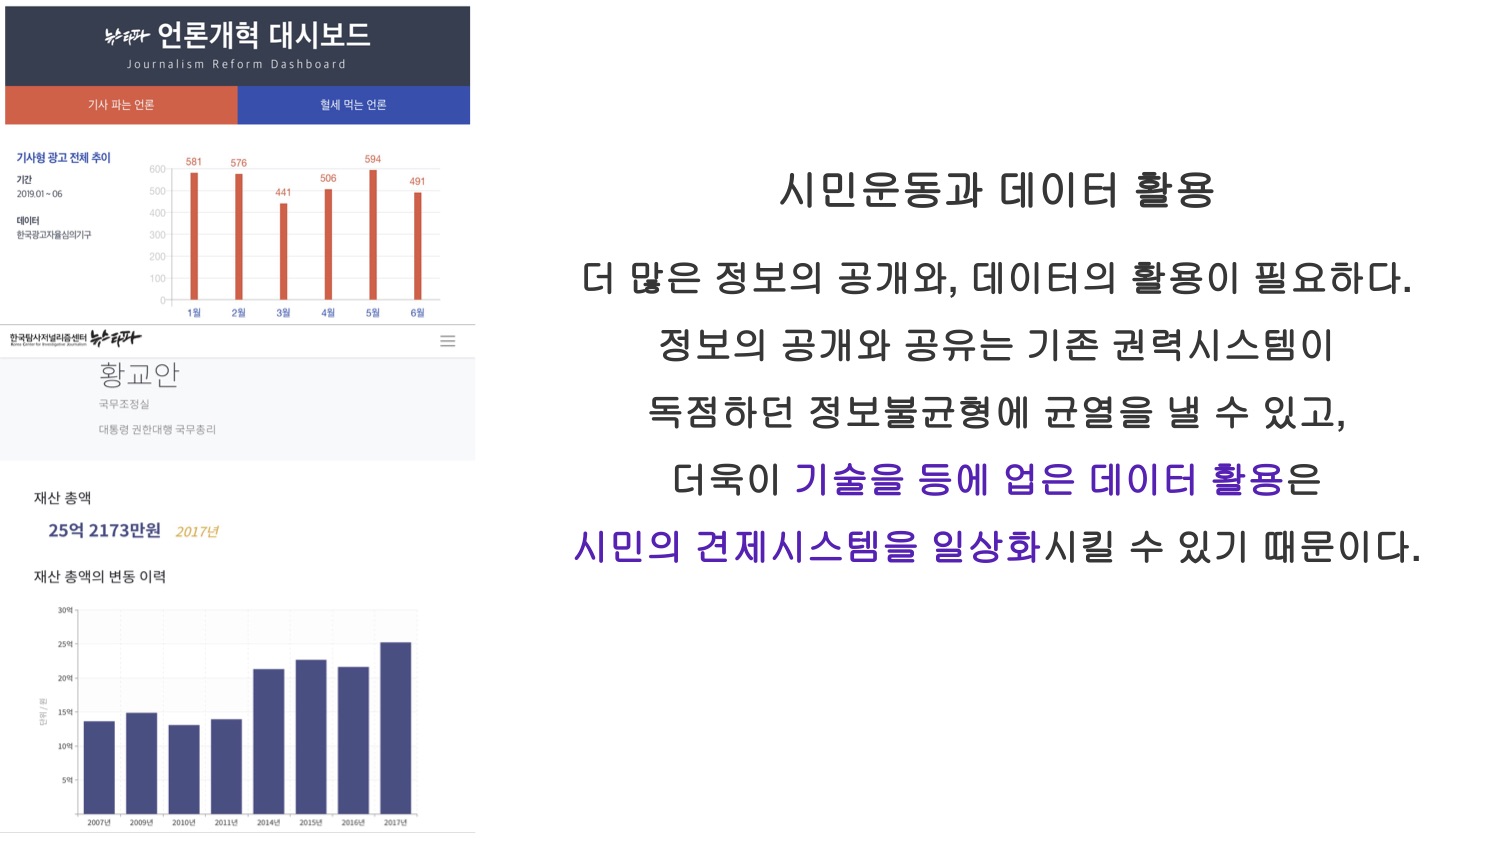 뉴스타파 언론개혁 대시보드
Journalism Reform Dashboard
기사 파는 언론
혈세 먹는 언론
기사형 광고 전체 추이
기간
2019.01 ~ 06
데이터
한국광고자율심의기구
600
500
400
300
200
100
0
581
576
441
506
594
491
1월
2월
3월
4월
5월
6월
한국탐사저널리즘센터 뉴스타파
Korea Center for Investigative Journalism
황교안
국무조정실
대통령 권한대행 국무총리
재산 총액
25억 2173만원 2017년
재산 총액의 변동 이력
30억
25억
20억
15억
10억
5억
단위 / 원
2007년
2009년
2010년
2011년
2014년
2015년
2016년
2017년
시민운동과 데이터 활용
더 많은 정보의 공개와, 데이터의 활용이 필요하다.
정보의 공개와 공유는 기존 권력시스템이
독점하던 정보불균형에 균열을 낼 수 있고,
더욱이 기술을 등에 업은 데이터 활용은
시민의 견제시스템을 일상화시킬 수 있기 때문이다.